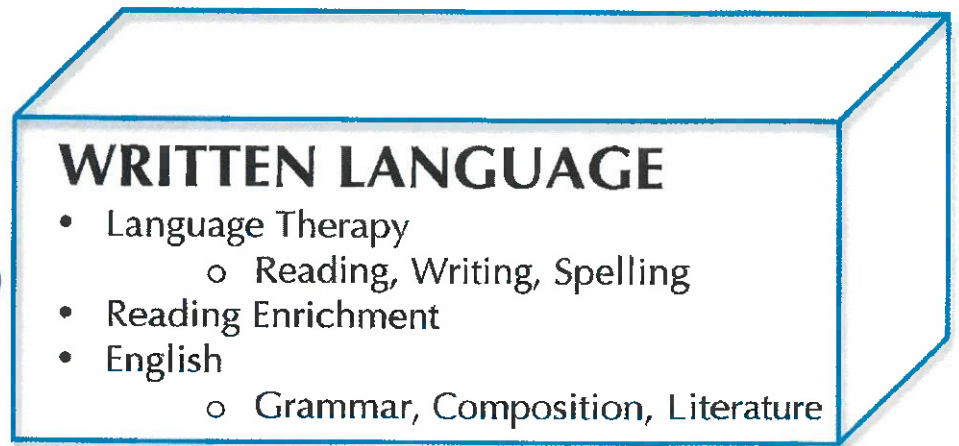 WRITTEN LANGUAGE
• Language Therapy
o Reading, Writing, Spelling
• Reading Enrichment
• English
o Grammar, Composition, Literature